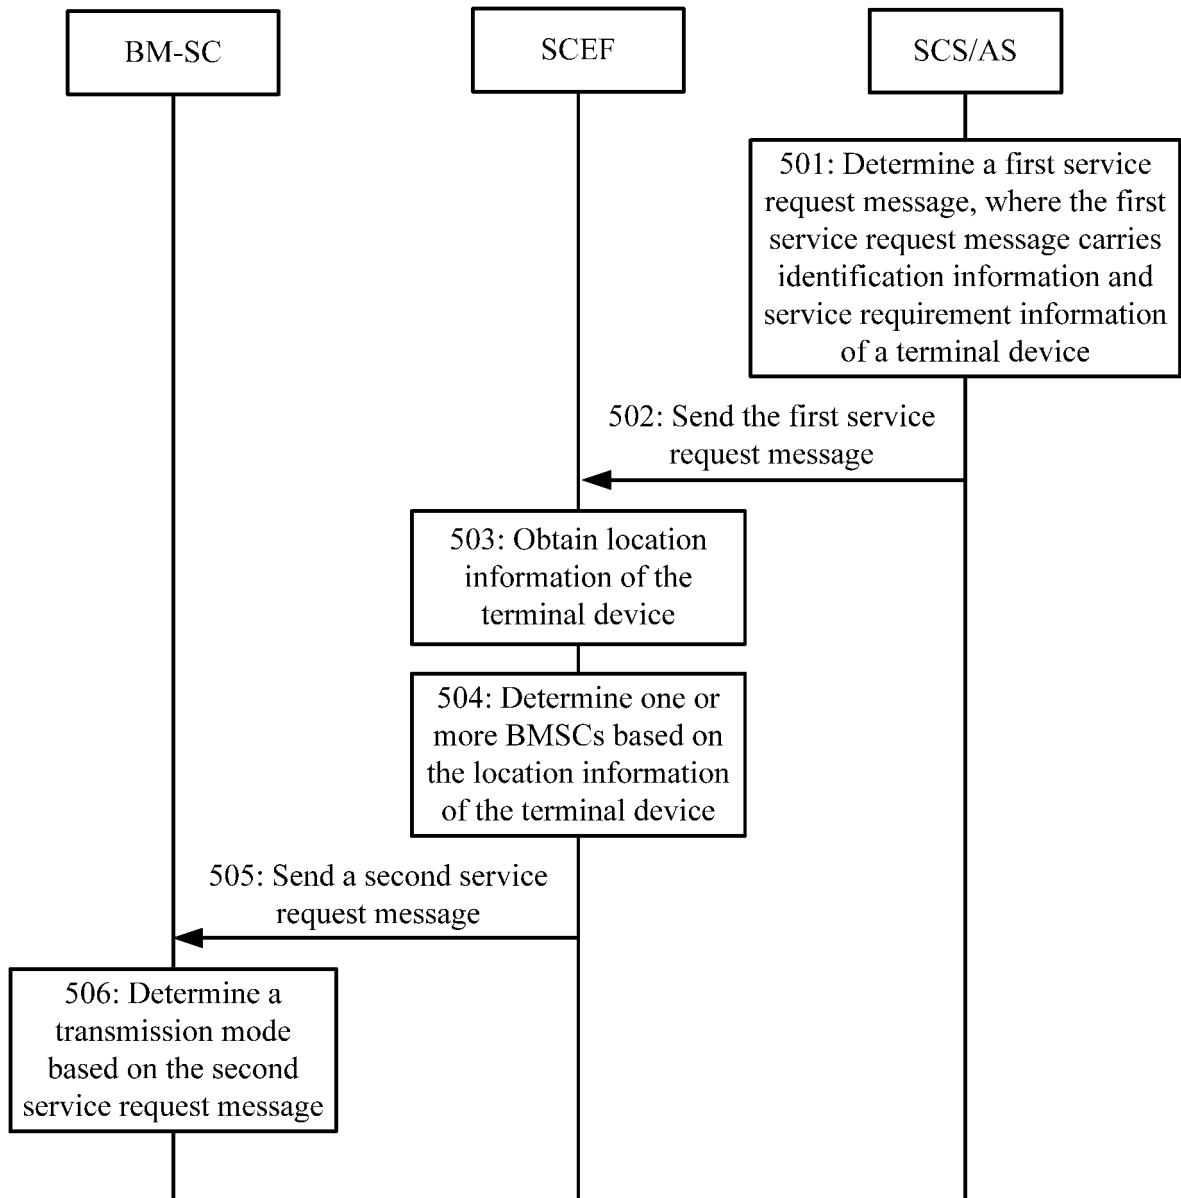 BM-SC
SCEF
SCS/AS
501: Determine a first service
request message, where the first
service request message carries
identification information and
service requirement information
of a terminal device
502: Send the first service
request message
503: Obtain location
information of the
terminal device
504: Determine one or
more BMSCs based on
the location information
of the terminal device
505: Send a second service
request message
506: Determine a
transmission mode
based on the second
service request message